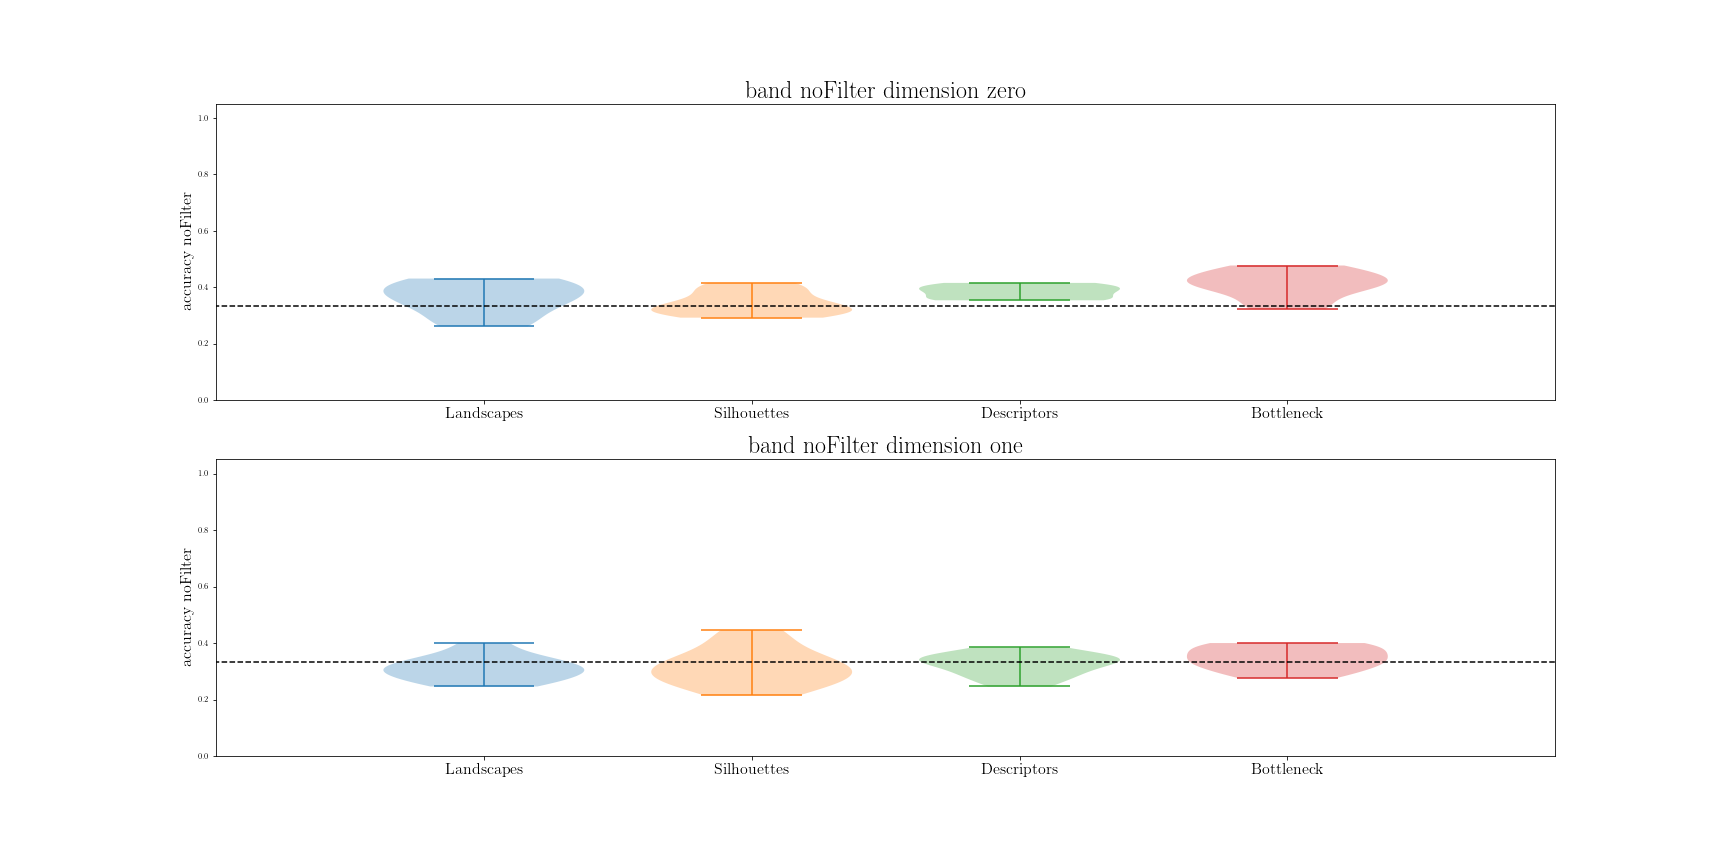 band noFilter dimension zero
accuracy noFilter
1.0
0.8
0.6
0.4
0.2
0.0
Landscapes Silhouettes Descriptors Bottleneck
band noFilter dimension one
accuracy noFilter
1.0
0.8
0.6
0.4
0.2
0.0
Landscapes Silhouettes Descriptors Bottleneck